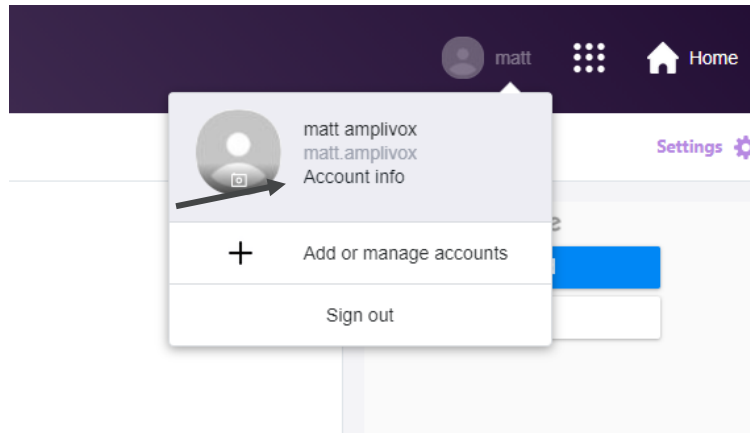 matt
Home
matt amplivox
matt.amplivox
Account info
Settings
Add or manage accounts
Sign out